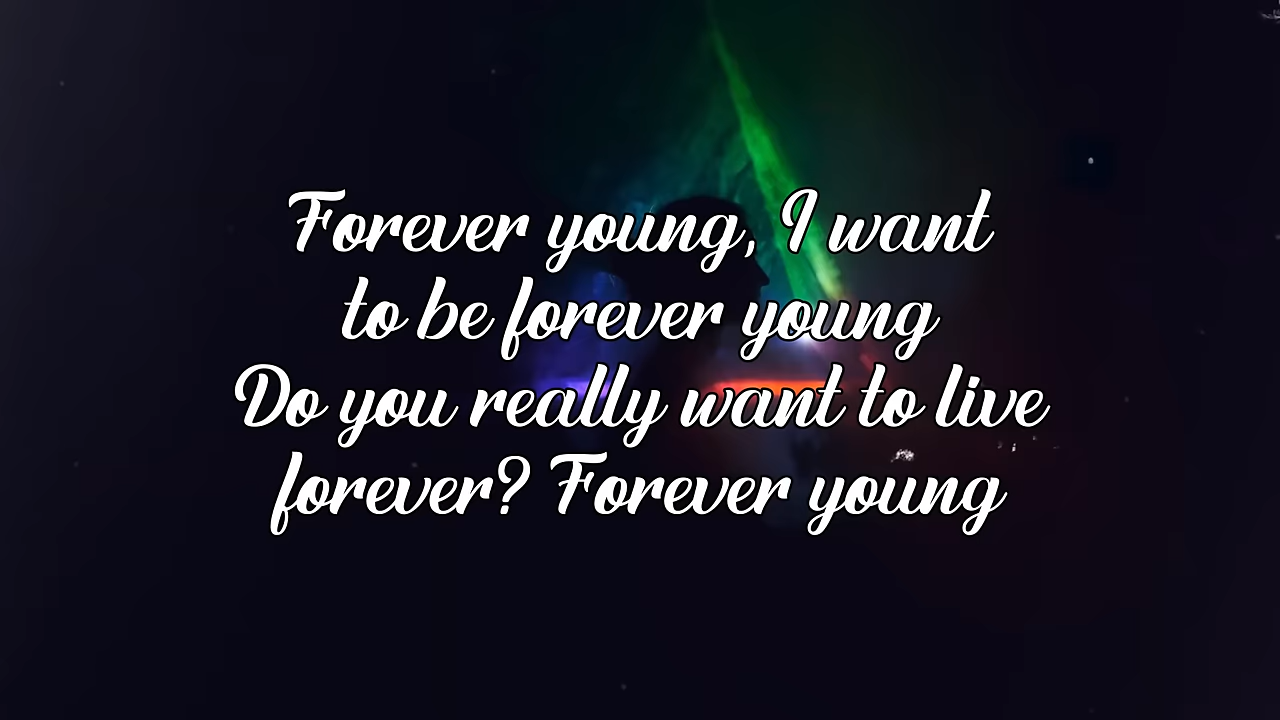 Forever young, I want
to be forever young
Do you really want to live
forever? Forever young